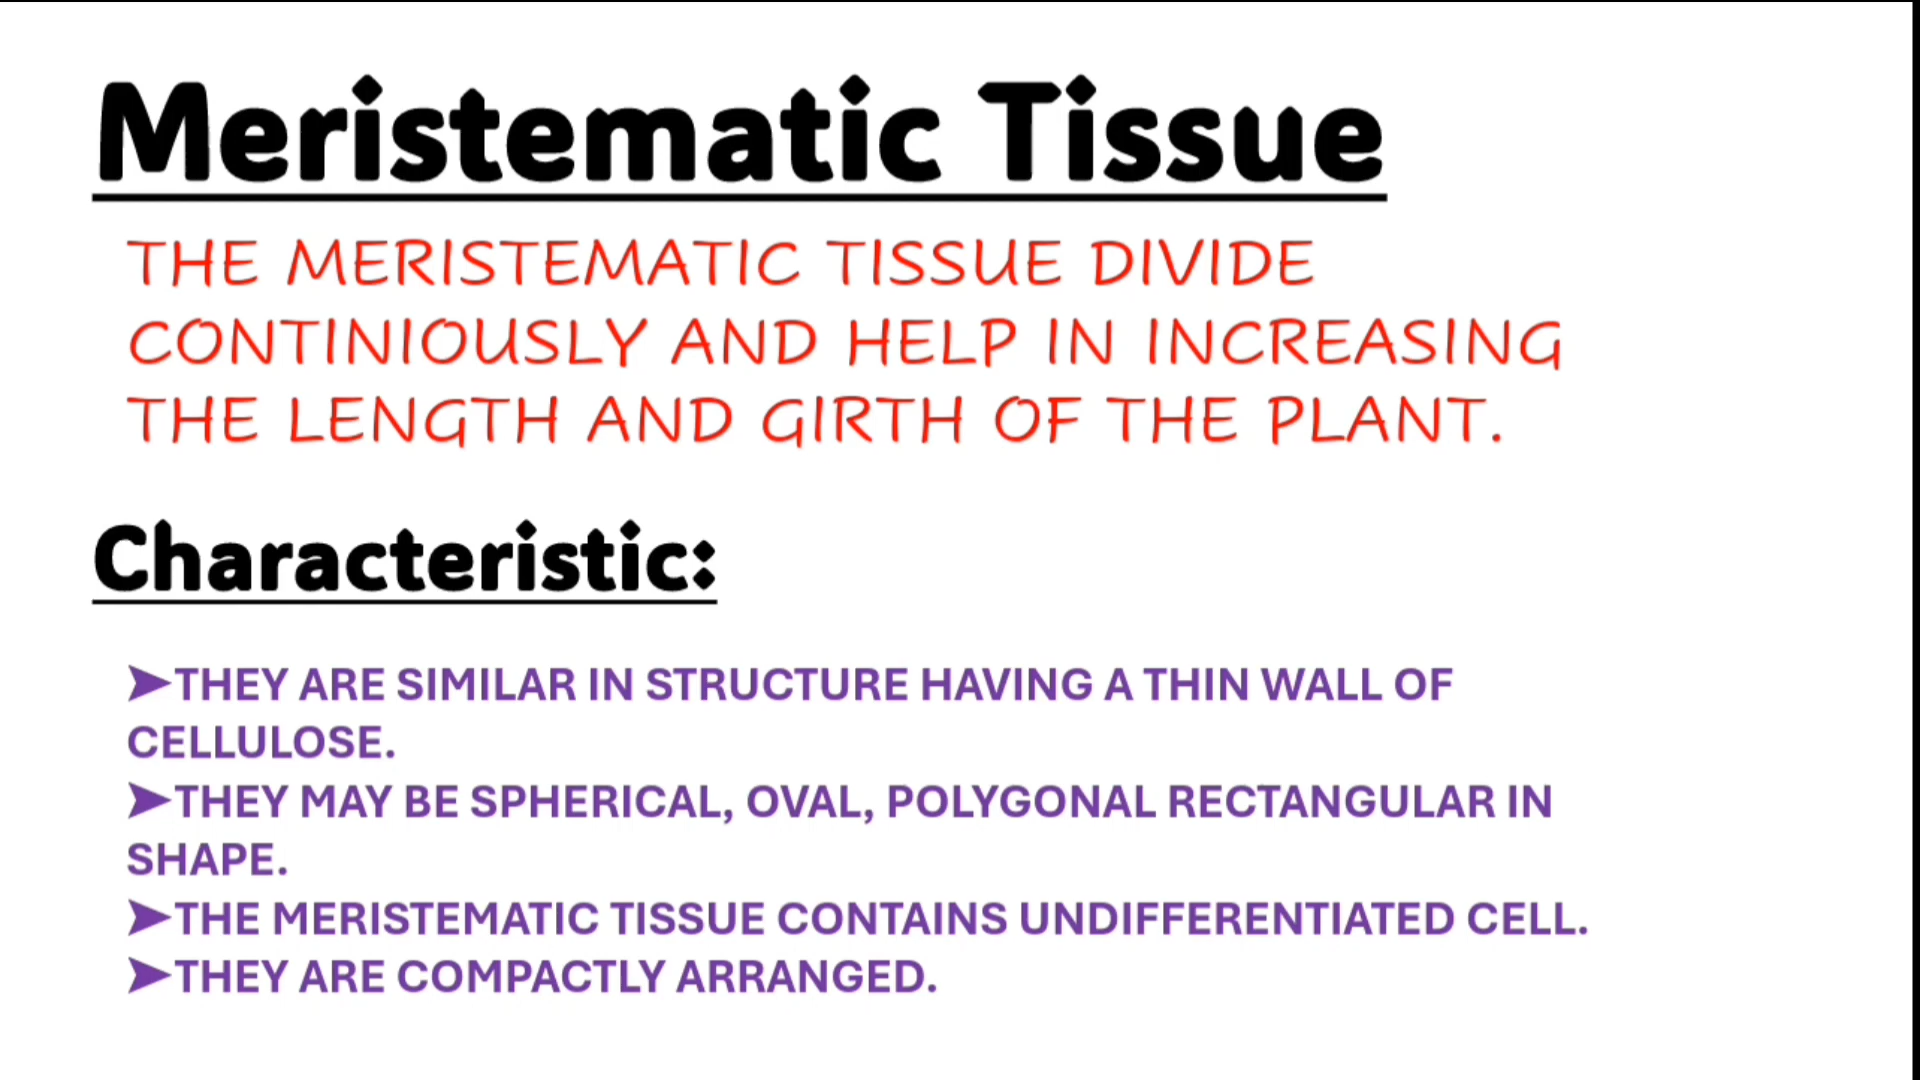 Meristematic Tissue
THE MERISTEMATIC TISSUE DIVIDE
CONTINIOUSLY AND HELP IN INCREASING
THE LENGTH AND GIRTH OF THE PLANT.
Characteristic:
➤THEY ARE SIMILAR IN STRUCTURE HAVING A THIN WALL OF
CELLULOSE.
➤THEY MAY BE SPHERICAL, OVAL, POLYGONAL RECTANGULAR IN
SHAPE.
➤THE MERISTEMATIC TISSUE CONTAINS UNDIFFERENTIATED CELL.
➤THEY ARE COMPACTLY ARRANGED.